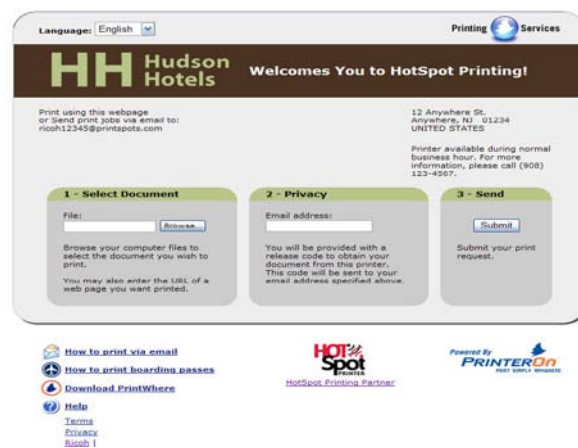 Language: English
Printing Services
HH Hudson Hotels
Welcomes You to HotSpot Printing!
Print using this webpage
or Send print jobs via email to:
ricoh12345@printspots.com
12 Anywhere St.
Anywhere, NJ 01234
UNITED STATES
Printer available during normal
business hour. For more
information, please call (908)
123-4567.
1 - Select Document
File:
Browse...
Browse your computer files to
select the document you wish to
print.
You may also enter the URL of a
web page you want printed.
2 - Privacy
Email address:
You will be provided with a
release code to obtain your
document from this printer.
This code will be sent to your
email address specified above.
3 - Send
Submit
Submit your print
request.
How to print via email
How to print boarding passes
Download PrintWhere
Help
Terms
Privacy
Ricoh |
HOT Spot PRINTER
HotSpot Printing Partner
Powered By
PRINTERON
PRINT SIMPLY ANYWHERE